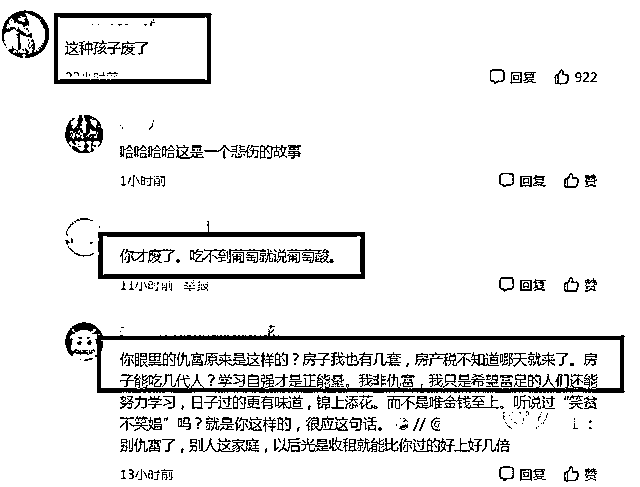 这种孩子废了
回复 922
哈哈哈哈这是一个悲伤的故事
1小时前 回复 赞
你才废了。吃不到葡萄就说葡萄酸。
11小时前 举报 回复 赞
你眼里的仇富原来是这样的？房子我也有几套，房产税不知道哪天就来了。房
子能吃几代人？学习自强才是正能量。我非仇富，我只是希望富足的人们还能
努力学习，日子过的更有味道，锦上添花。而不是唯金钱至上。听说过“笑贫
不笑娼”吗？就是你这样的，很应这句话。 //@
别仇富了，别人这家庭，以后光是收租就能比你过的好上好几倍
13小时前 回复 赞